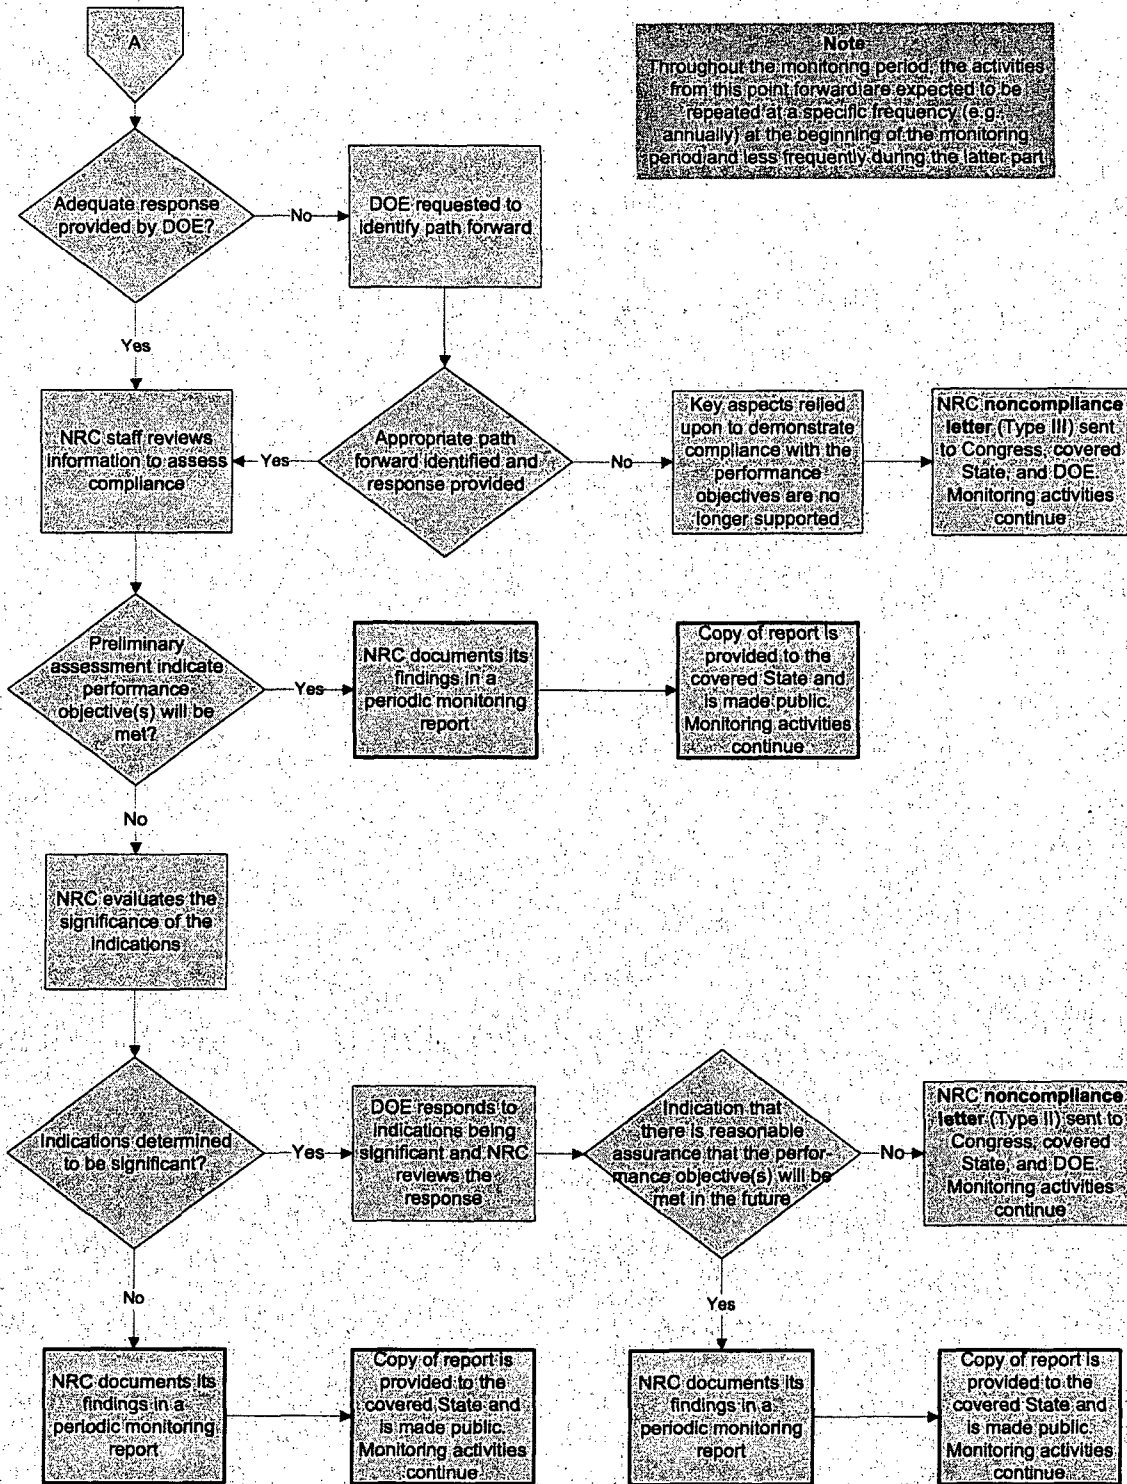 A
Note
Throughout the monitoring period, the activities
from this point forward are expected to be
repeated at a specific frequency (e.g.,
annually) at the beginning of the monitoring
period and less frequently during the latter part
Adequate response
provided by DOE?
No
DOE requested to
identify path forward
Yes
NRC staff reviews
information to assess
compliance
Yes
Appropriate path
forward identified and
response provided
No
Key aspects relied
upon to demonstrate
compliance with the
performance
objectives are no
longer supported
NRC noncompliance
letter (Type III) sent
to Congress, covered
State, and DOE.
Monitoring activities
continue
Preliminary
assessment indicate
performance
objective(s) will be
met?
Yes
NRC documents its
findings in a
periodic monitoring
report
Copy of report is
provided to the
covered State and
is made public.
Monitoring activities
continue
No
NRC evaluates the
significance of the
indications
Indications determined
to be significant?
Yes
DOE responds to
indications being
significant and NRC
reviews the
response
Indication that
there is reasonable
assurance that the perfor-
mance objective(s) will be
met in the future
No
NRC noncompliance
letter (Type II) sent to
Congress, covered
State, and DOE.
Monitoring activities
continue
No
Yes
NRC documents its
findings in a
periodic monitoring
report
Copy of report is
provided to the
covered State and
is made public.
Monitoring activities
continue
NRC documents its
findings in a
periodic monitoring
report
Copy of report is
provided to the
covered State and
is made public.
Monitoring activities
continue